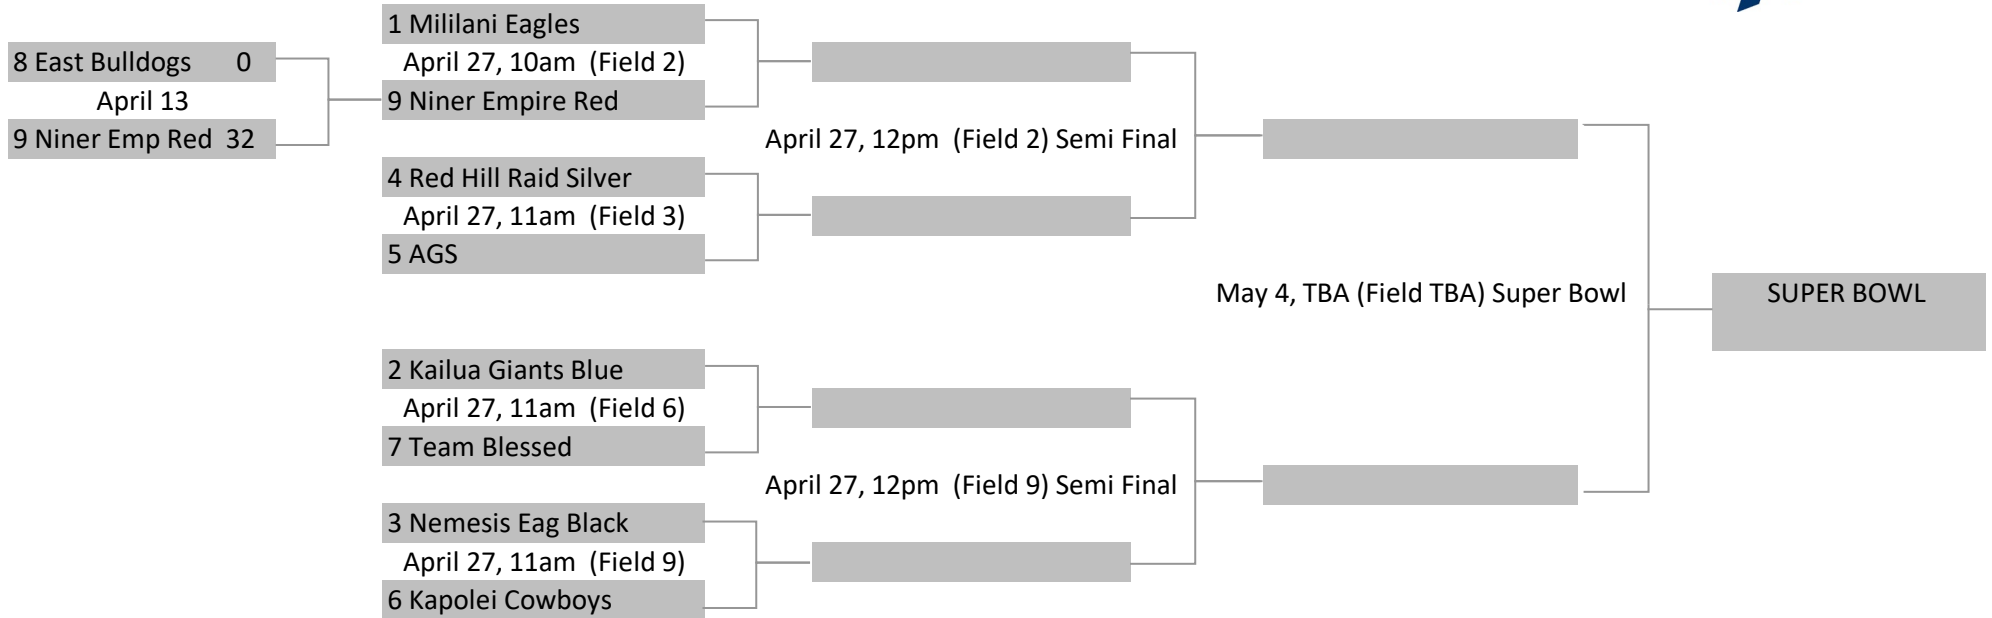 8 East Bulldogs 0
April 13
9 Niner Emp Red 32
1 Mililani Eagles
April 27, 10am (Field 2)
9 Niner Empire Red
4 Red Hill Raid Silver
April 27, 11am (Field 3)
5 AGS
2 Kailua Giants Blue
April 27, 11am (Field 6)
7 Team Blessed
3 Nemesis Eag Black
April 27, 11am (Field 9)
6 Kapolei Cowboys
April 27, 12pm (Field 2) Semi Final
April 27, 12pm (Field 9) Semi Final
May 4, TBA (Field TBA) Super Bowl
SUPER BOWL